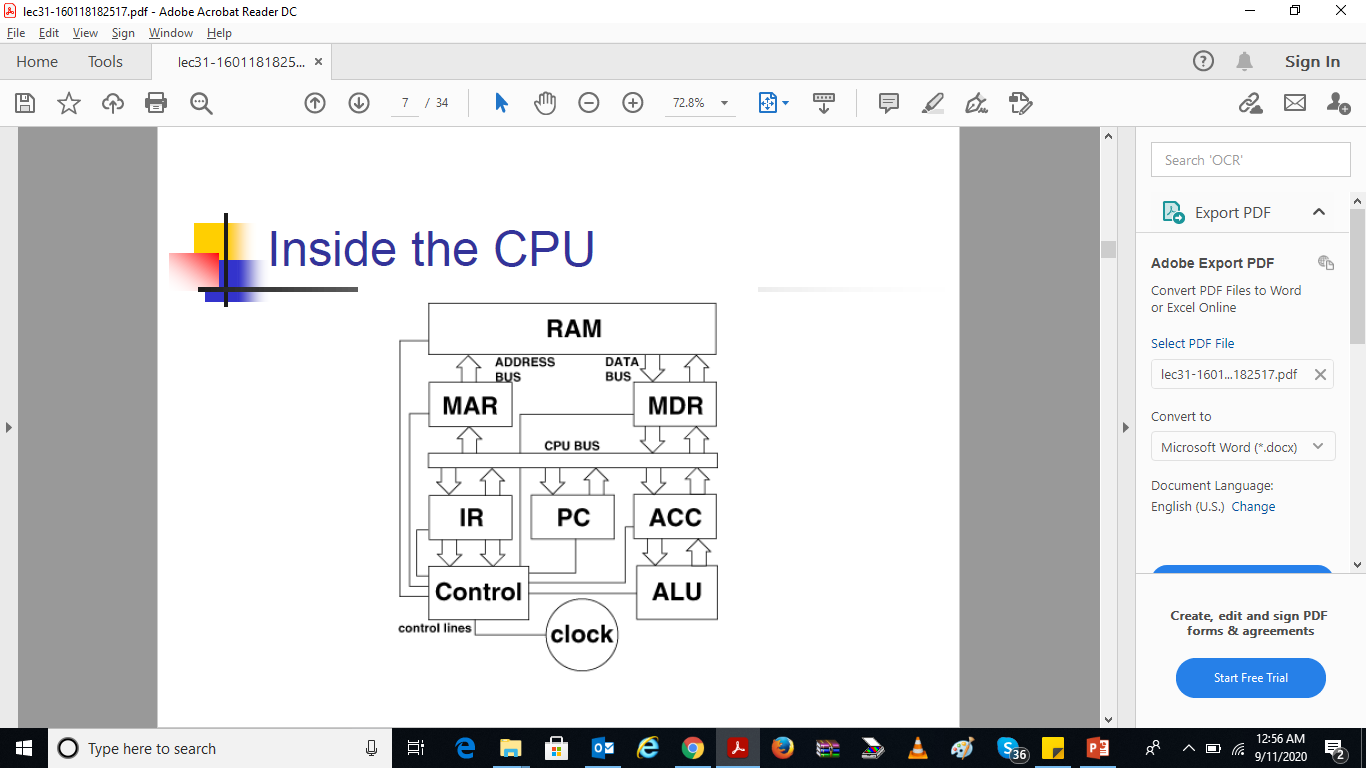 lec31-160118182517.pdf - Adobe Acrobat Reader DC
File Edit View Sign Window Help
Home Tools lec31-1601181825... × Sign In
7 / 34 72.8%
Inside the CPU
RAM
ADDRESS BUS
DATA BUS
MAR MDR
CPU BUS
IR PC ACC
Control ALU
control lines
clock
Search 'OCR'
Export PDF
Adobe Export PDF
Convert PDF Files to Word
or Excel Online
Select PDF File
lec31-1601...182517.pdf
Convert to
Microsoft Word (*.docx)
Document Language:
English (U.S.) Change
Create, edit and sign PDF
forms & agreements
Start Free Trial
Type here to search
36
12:56 AM
9/11/2020
2